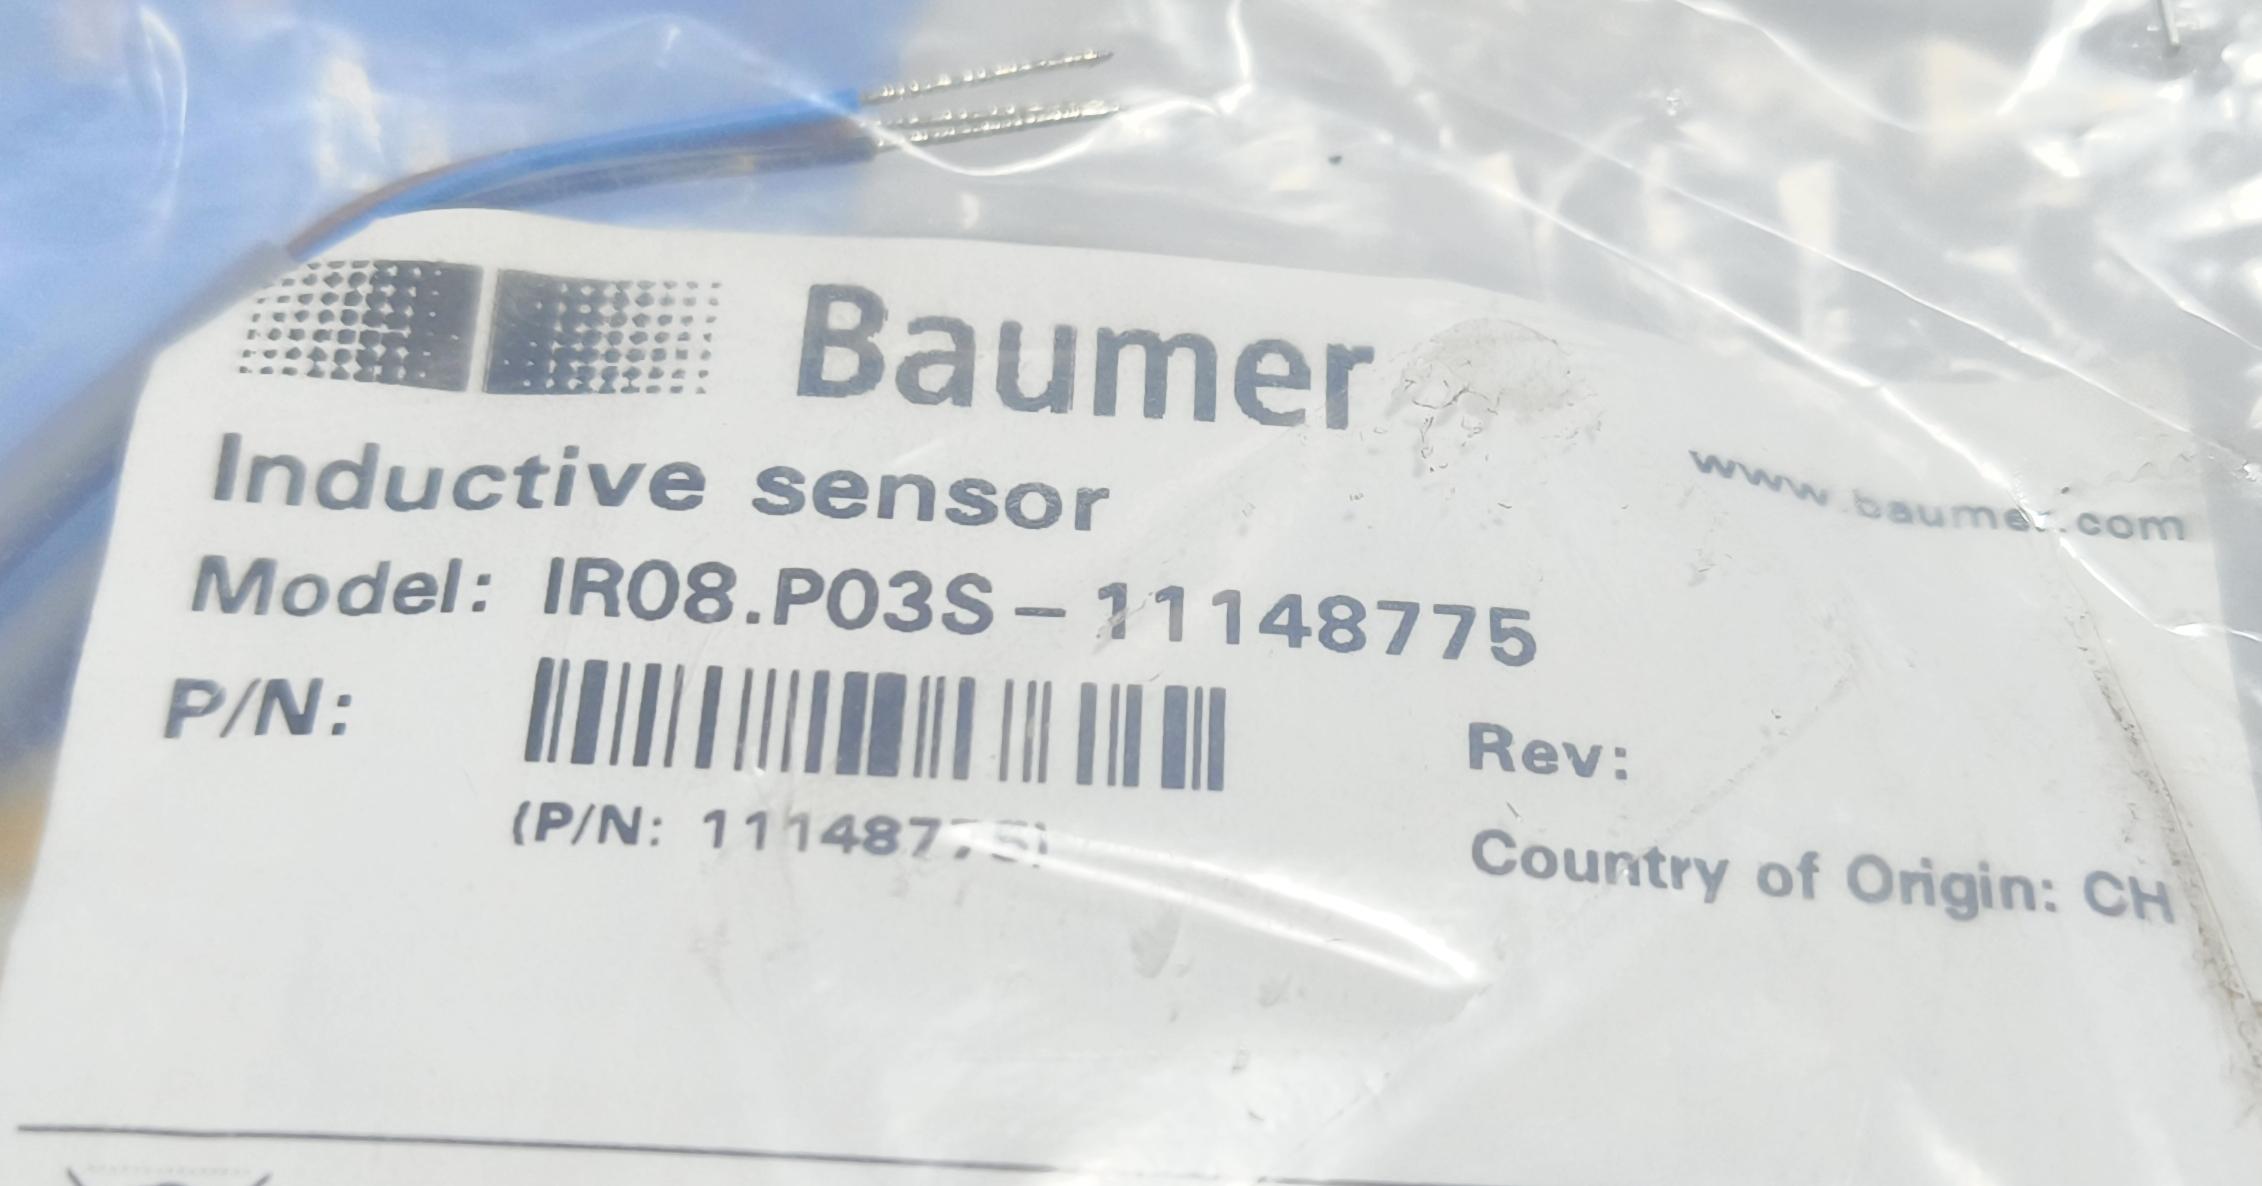 Baumer
www.baumer.com
Inductive sensor
Model: IR08.P03S – 11148775
P/N:
(P/N: 11148775)
Rev:
Country of Origin: CH